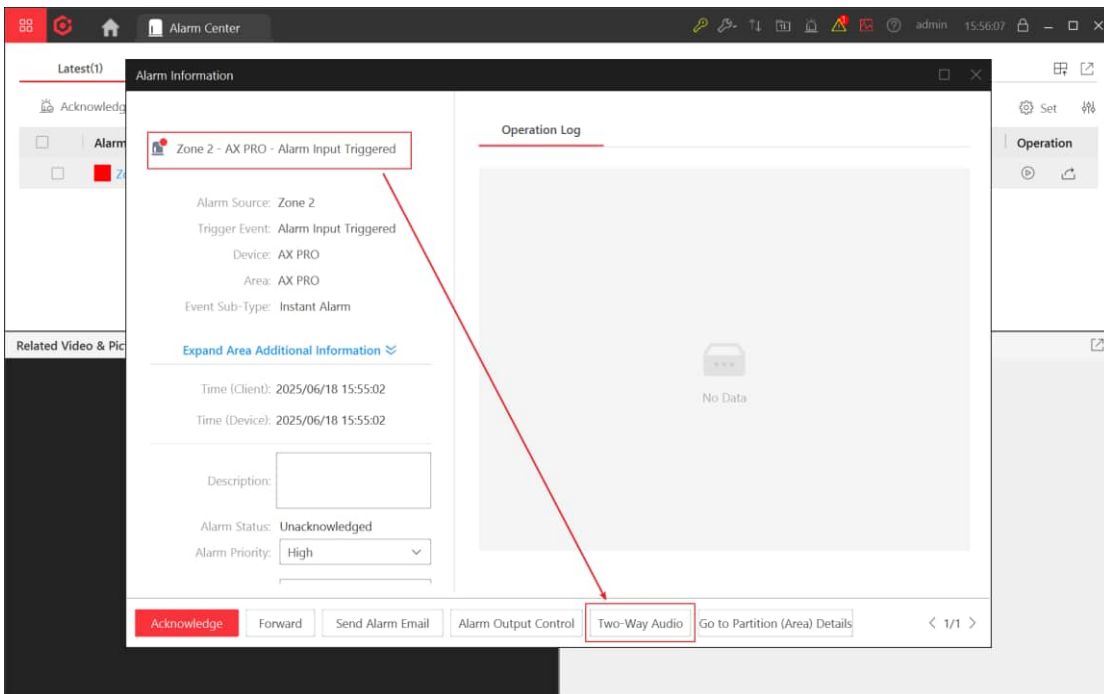 Alarm Center
admin
15:56:07
Latest(1)
Alarm Information
Acknowledg
Set
Operation Log
Alarm
Operation
Zone 2 - AX PRO - Alarm Input Triggered
Alarm Source: Zone 2
Trigger Event: Alarm Input Triggered
Device: AX PRO
Area: AX PRO
Event Sub-Type: Instant Alarm
Related Video & Pic
Expand Area Additional Information
Time (Client): 2025/06/18 15:55:02
No Data
Time (Device): 2025/06/18 15:55:02
Description:
Alarm Status: Unacknowledged
Alarm Priority: High
Acknowledge
Forward
Send Alarm Email
Alarm Output Control
Two-Way Audio
Go to Partition (Area) Details
1/1